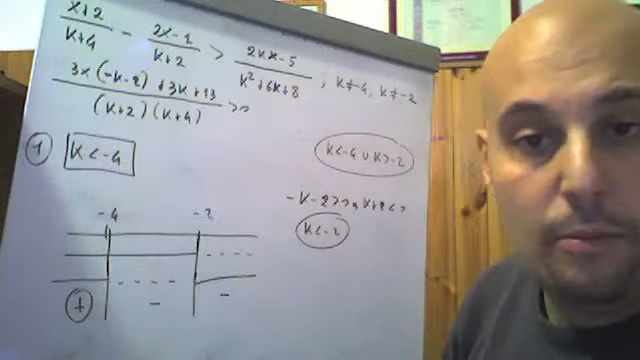 x+2/k+4 - 2x-1/k+2 > 2kx-5/k²+6k+8 ; k≠-4, k≠-2
3x(-k-2)+3k+13/(k+2)(k+4) >0
1 k<-4
k<-4 ∪ k>-2
-k-2>0, k+2<0
k<-2
-4 -2
+ - -